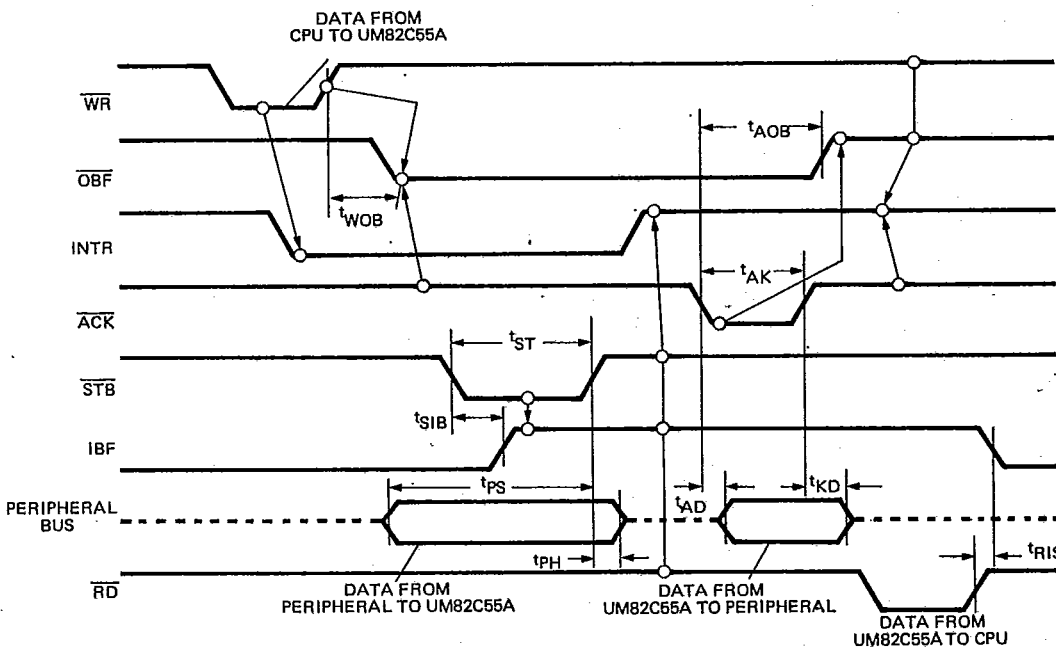 DATA FROM
CPU TO UM82C55A
WR
tAOB
OBF
tWOB
INTR
tAK
ACK
tST
STB
tSIB
IBF
tPS
tAD
tKD
PERIPHERAL
BUS
tPH
tRIS
RD
DATA FROM
PERIPHERAL TO UM82C55A
DATA FROM
UM82C55A TO PERIPHERAL
DATA FROM
UM82C55A TO CPU